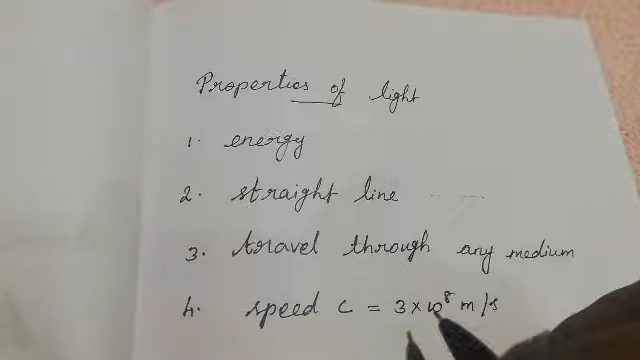 Properties of light
1. energy
2. straight line
3. travel through any medium
4. speed c = 3×10⁸ m/s